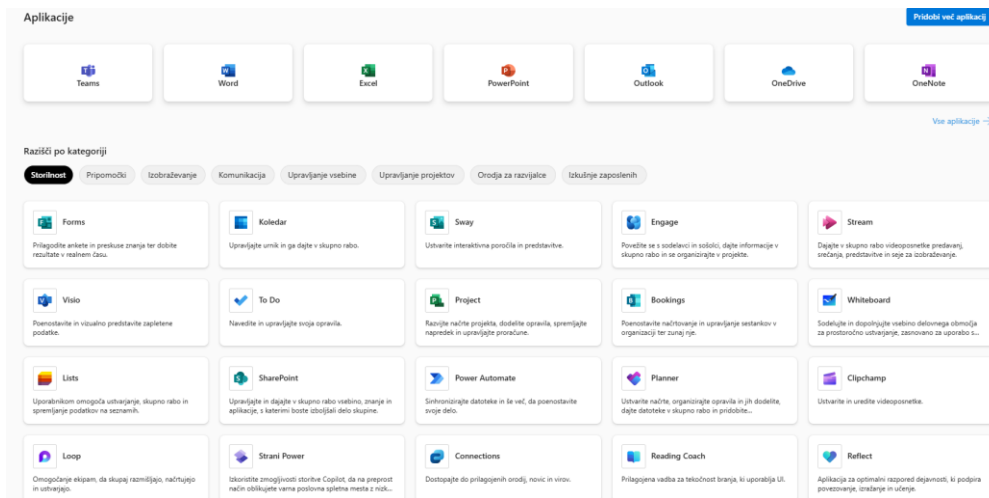 Aplikacije
Pridobi več aplikacij
Teams
Word
Excel
PowerPoint
Outlook
OneDrive
OneNote
Vse aplikacije
Razišči po kategoriji
Storilnost
Pripomočki
Izobraževanje
Komunikacija
Upravljanje vsebine
Upravljanje projektov
Orodja za razvijalce
Izkušnje zaposlenih
Forms
Prilagodite ankete in preskuse znanja ter dobite
rezultate v realnem času.
Koledar
Upravljajte urnik in ga dajte v skupno rabo.
Sway
Ustvarite interaktivna poročila in predstavitve.
Engage
Povežite se s sodelavci in sošolci, dajte informacije v
skupno rabo in se organizirajte v projekte.
Stream
Dajajte v skupno rabo videoposnetke predavanj,
srečanja, predstavitve in seje za izobraževanje.
Visio
Poenostavite in vizualno predstavite zapletene
podatke.
To Do
Navedite in upravljajte svoja opravila.
Project
Razvijte načrte projekta, dodelite opravila, spremljajte
napredek in upravljajte proračune.
Bookings
Poenostavite načrtovanje in upravljanje sestankov v
organizaciji ter zunaj nje.
Whiteboard
Sodelujte in dopolnjujte vsebino delovnega območja
za prostoročno ustvarjanje, zasnovano za uporabo s...
Lists
Uporabnikom omogoča ustvarjanje, skupno rabo in
spremljanje podatkov na seznamih.
SharePoint
Upravljajte in dajajte v skupno rabo vsebino, znanje in
aplikacije, s katerimi boste izboljšali delo skupine.
Power Automate
Sinhronizirajte datoteke in še več, da poenostavite
svoje delo.
Planner
Ustvarite načrte, organizirajte opravila in jih dodelite,
dajte datoteke v skupno rabo in pridobite...
Clipchamp
Ustvarite in uredite videoposnetke.
Loop
Omogočanje ekipam, da skupaj razmišljajo, načrtujejo
in ustvarjajo.
Strani Power
Izkoristite zmogljivosti storitve Copilot, da na preprost
način oblikujete varna poslovna spletna mesta z nizk...
Connections
Dostopajte do prilagojenih orodij, novic in virov.
Reading Coach
Prilagojena vadba za tekočnost branja, ki uporablja UI.
Reflect
Aplikacija za optimalni razpored dejavnosti, ki podpira
povezovanje, izražanje in učenje.